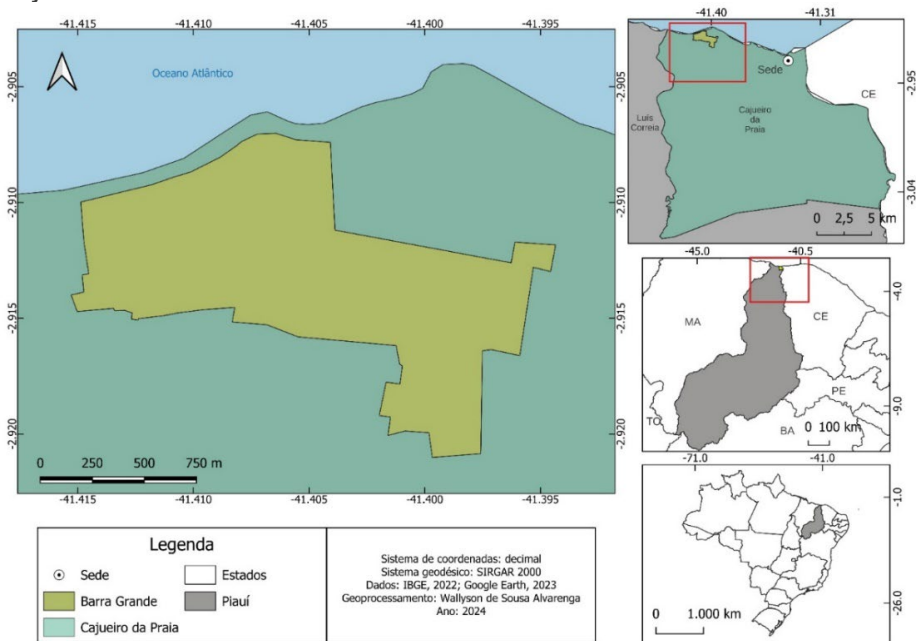 -41.415 -41.410 -41.405 -41.400 -41.395
-2.905
-2.910
-2.915
-2.920
Oceano Atlântico
0 250 500 750 m
-2.905
-2.910
-2.915
-2.920
-41.415 -41.410 -41.405 -41.400 -41.395
-41.40 -41.31
Sede
CE
Luís
Correia
Cajueiro
da
Praia
-2.95
-3.04
0 2,5 5 km
-45.0 -40.5
MA
CE
PE
TO
BA
-4.0
-9.0
0 100 km
-71.0 -41.0
-1.0
-26.0
0 1.000 km
Legenda
Sede
Estados
Barra Grande
Piauí
Cajueiro da Praia
Sistema de coordenadas: decimal
Sistema geodésico: SIRGAR 2000
Dados: IBGE, 2022; Google Earth, 2023
Geoprocessamento: Wallyson de Sousa Alvarenga
Ano: 2024